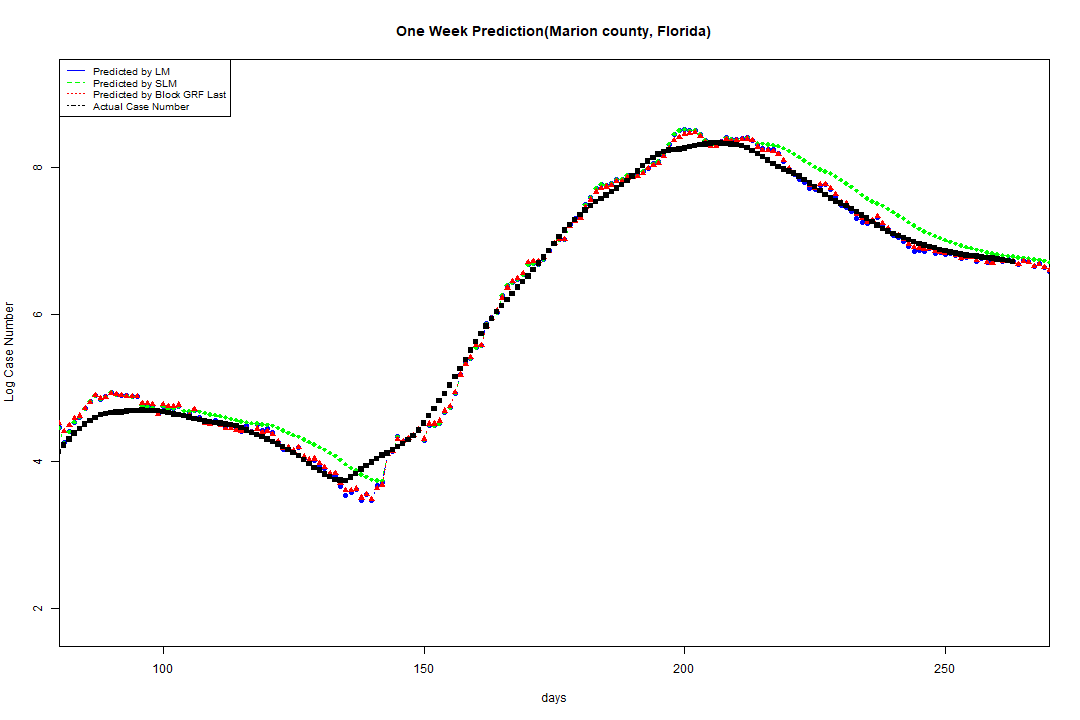 One Week Prediction(Marion county, Florida)
Predicted by LM
Predicted by SLM
Predicted by Block GRF Last
Actual Case Number
8
6
4
2
Log Case Number
100
150
200
250
days